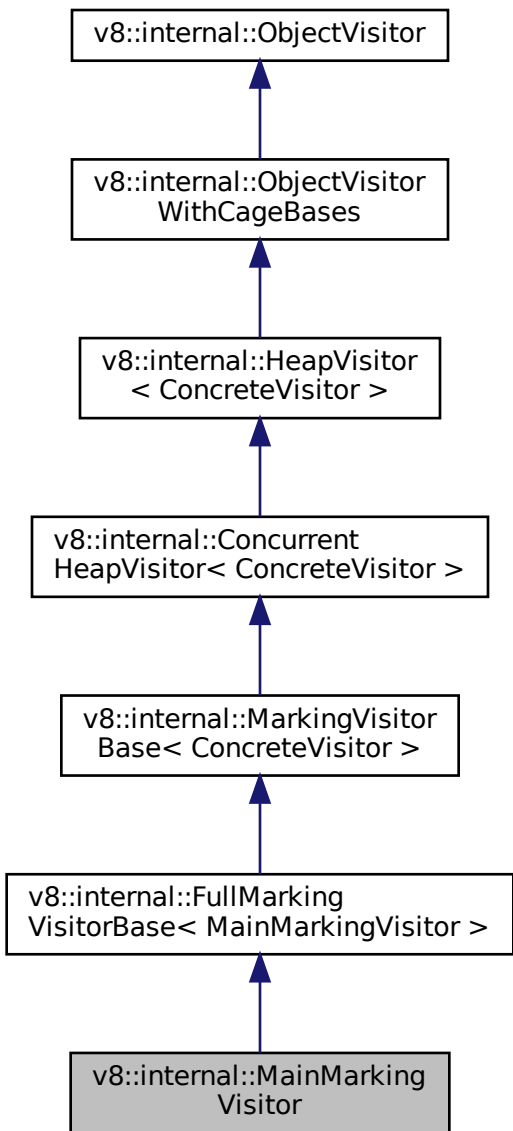 v8::internal::ObjectVisitor
v8::internal::ObjectVisitor
WithCageBases
v8::internal::HeapVisitor
< ConcreteVisitor >
v8::internal::Concurrent
HeapVisitor< ConcreteVisitor >
v8::internal::MarkingVisitor
Base< ConcreteVisitor >
v8::internal::FullMarking
VisitorBase< MainMarkingVisitor >
v8::internal::MainMarking
Visitor